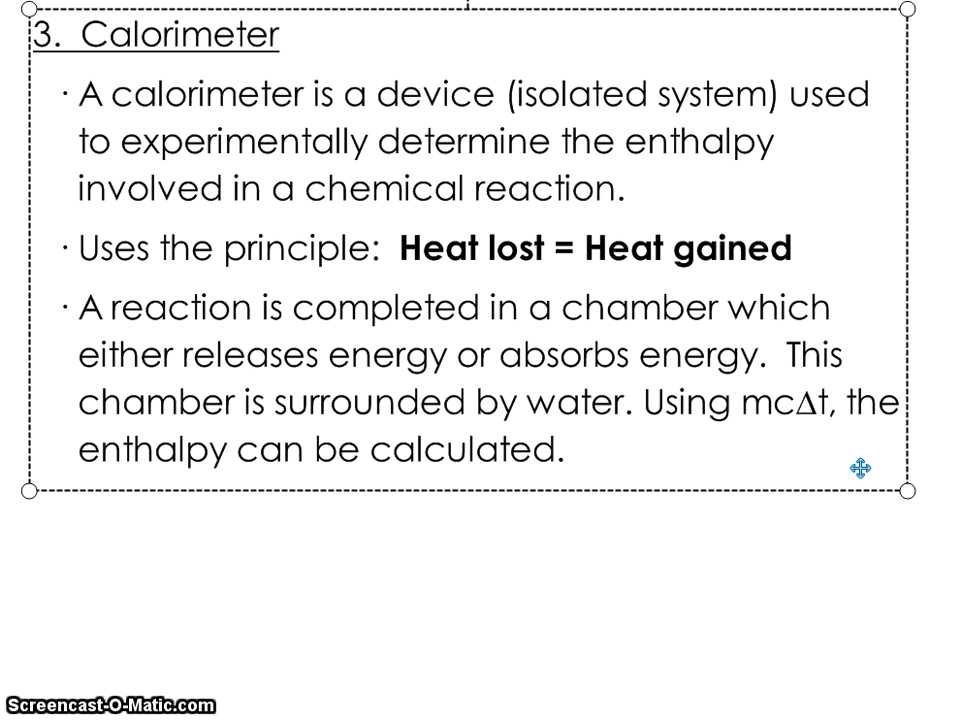 3. Calorimeter
· A calorimeter is a device (isolated system) used
to experimentally determine the enthalpy
involved in a chemical reaction.
· Uses the principle: Heat lost = Heat gained
· A reaction is completed in a chamber which
either releases energy or absorbs energy. This
chamber is surrounded by water. Using mc∆t, the
enthalpy can be calculated.
Screencast-O-Matic.com